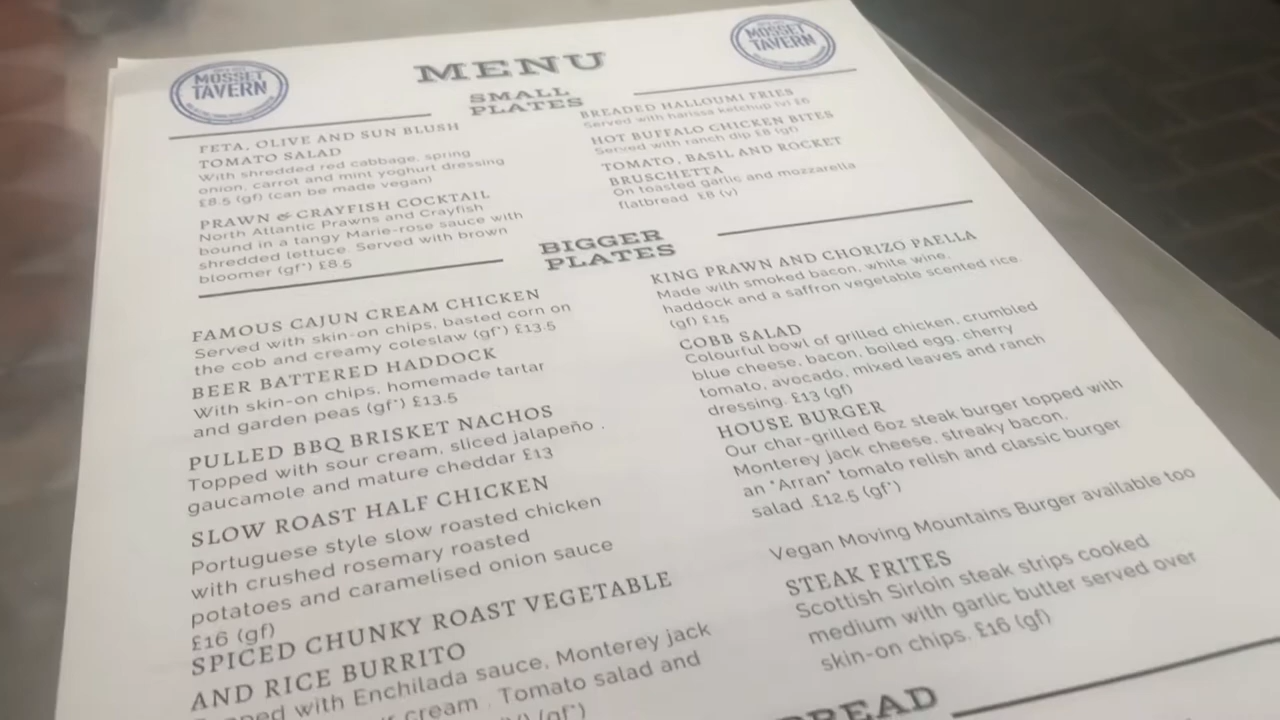 MOSSET
TAVERN
MENU
MOSSET
TAVERN
SMALL
PLATES
FETA, OLIVE AND SUN BLUSH
TOMATO SALAD
With shredded red cabbage, spring
onion, carrot and mint yoghurt dressing
£8.5 (gf) (can be made vegan)
PRAWN & CRAYFISH COCKTAIL
North Atlantic Prawns and Crayfish
bound in a tangy Marie-rose sauce with
shredded lettuce. Served with brown
bloomer (gf*) £8.5
BREADED HALLOUMI FRIES
Served with harissa ketchup (v) £6
HOT BUFFALO CHICKEN BITES
Served with ranch dip £8 (gf)
TOMATO, BASIL AND ROCKET
BRUSCHETTA
On toasted garlic and mozzarella
flatbread £8 (v)
BIGGER
PLATES
FAMOUS CAJUN CREAM CHICKEN
Served with skin-on chips, basted corn on
the cob and creamy coleslaw (gf*) £13.5
BEER BATTERED HADDOCK
With skin-on chips, homemade tartar
and garden peas (gf*) £13.5
PULLED BBQ BRISKET NACHOS
Topped with sour cream, sliced jalapeño .
gaucamole and mature cheddar £13
SLOW ROAST HALF CHICKEN
Portuguese style slow roasted chicken
with crushed rosemary roasted
potatoes and caramelised onion sauce
£16 (gf)
SPICED CHUNKY ROAST VEGETABLE
AND RICE BURRITO
with Enchilada sauce, Monterey jack
cream . Tomato salad and
(gf*)
KING PRAWN AND CHORIZO PAELLA
Made with smoked bacon, white wine,
haddock and a saffron vegetable scented rice.
(gf) £15
COBB SALAD
Colourful bowl of grilled chicken, crumbled
blue cheese, bacon, boiled egg, cherry
tomato, avocado, mixed leaves and ranch
dressing. £13 (gf)
HOUSE BURGER
Our char-grilled 6oz steak burger topped with
Monterey jack cheese, streaky bacon,
an "Arran" tomato relish and classic burger
salad .£12.5 (gf*)
Vegan Moving Mountains Burger available too
STEAK FRITES
Scottish Sirloin steak strips cooked
medium with garlic butter served over
skin-on chips. £16 (gf)
BREAD